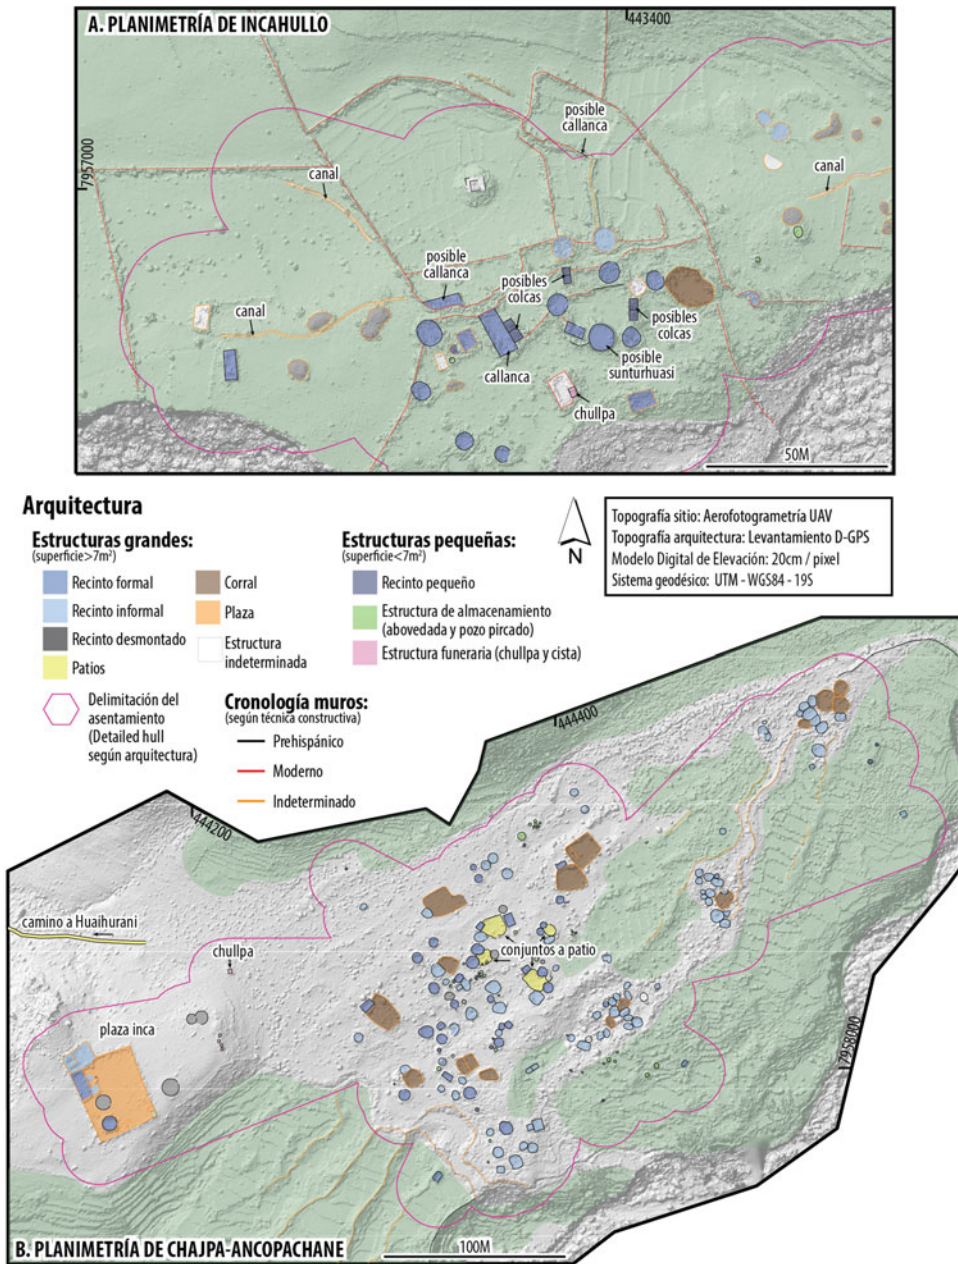 A. PLANIMETRÍA DE INCAHULLO
443400
7957000
posible
callanca
canal
canal
posible
callanca
posibles
colcas
canal
posibles
colcas
callanca
posible
sunturhuasi
chullpa
50M
Arquitectura
Estructuras grandes:
(superficie>7m²)
Recinto formal
Recinto informal
Recinto desmontado
Patios
Corral
Plaza
Estructura
indeterminada
Estructuras pequeñas:
(superficie<7m²)
Recinto pequeño
Estructura de almacenamiento
(abovedada y pozo pircado)
Estructura funeraria (chullpa y cista)
N
Topografía sitio: Aerofotogrametría UAV
Topografía arquitectura: Levantamiento D-GPS
Modelo Digital de Elevación: 20cm / pixel
Sistema geodésico: UTM - WGS84 - 19S
Delimitación del
asentamiento
(Detailed hull
según arquitectura)
Cronología muros:
(según técnica constructiva)
Prehispánico
Moderno
Indeterminado
444400
444200
camino a Huaihurani
chullpa
conjuntos a patio
plaza inca
7958000
B. PLANIMETRÍA DE CHAJPA-ANCOPACHANE
100M